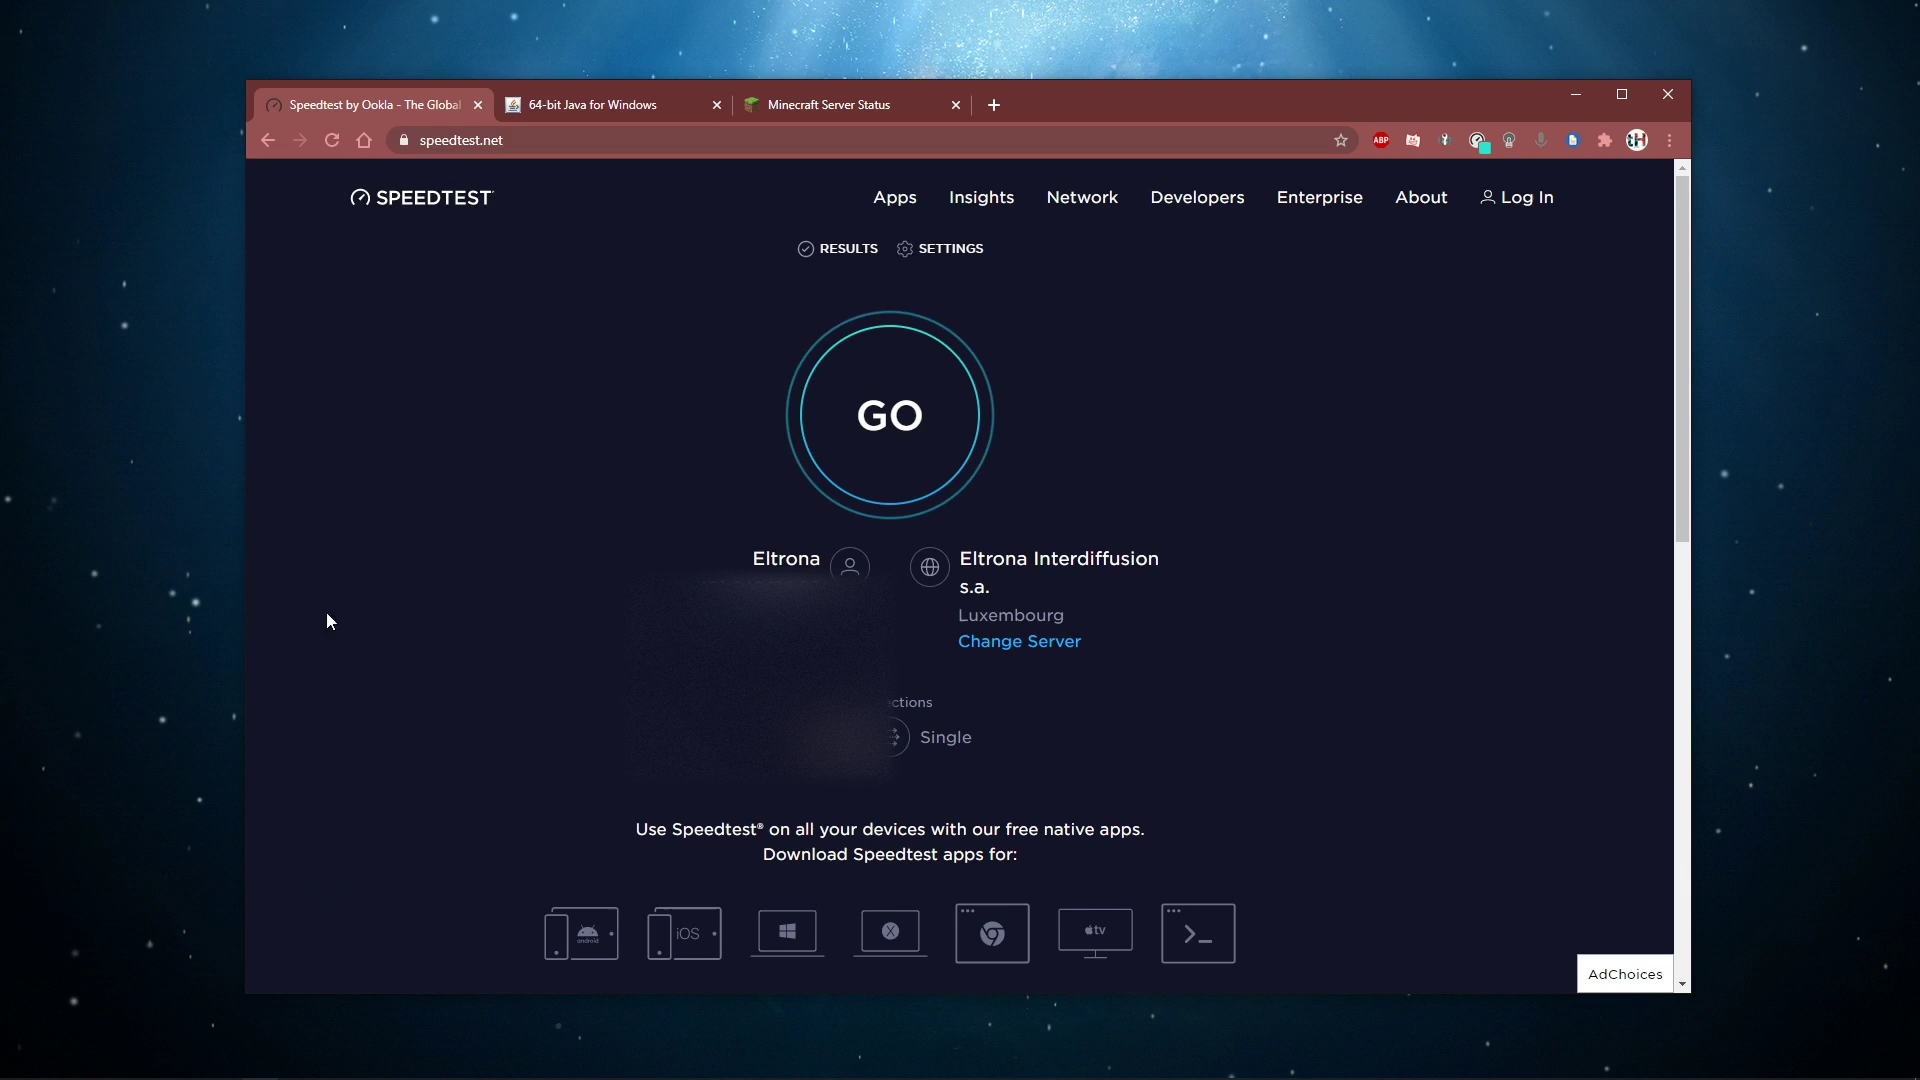 Speedtest by Ookla - The Global
64-bit Java for Windows
Minecraft Server Status
speedtest.net
ABP
SPEEDTEST
Apps
Insights
Network
Developers
Enterprise
About
Log In
RESULTS
SETTINGS
GO
Eltrona
Eltrona Interdiffusion
s.a.
Luxembourg
Change Server
ctions
Single
Use Speedtest® on all your devices with our free native apps.
Download Speedtest apps for:
android
iOS
tv
AdChoices